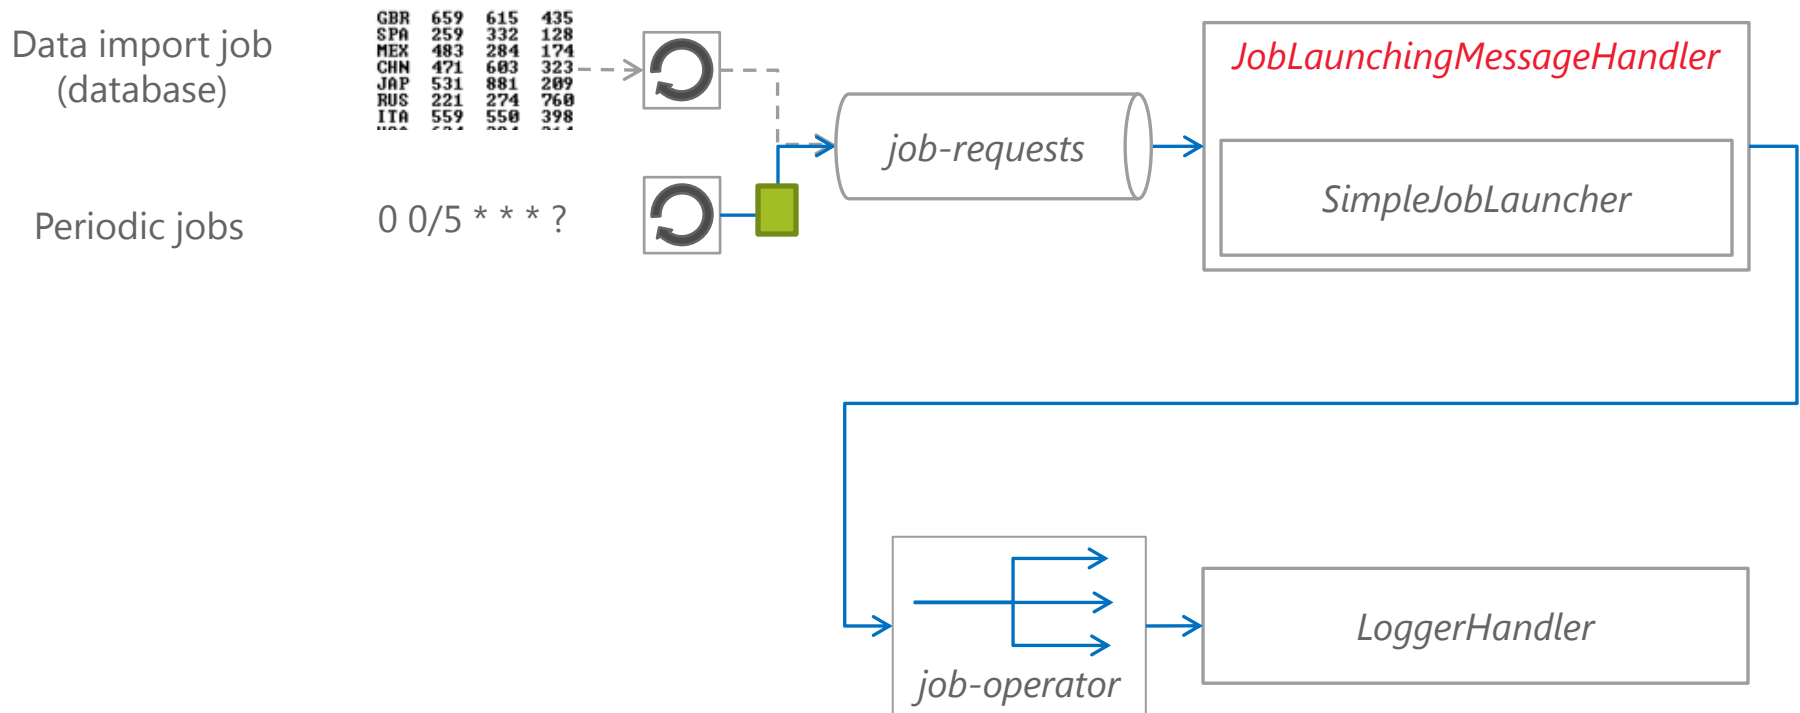 Data import job
(database)
GBR 659 615 435
SPA 259 332 128
MEX 483 284 174
CHN 471 603 323
JAP 531 881 209
RUS 221 274 760
ITA 559 550 398
JobLaunchingMessageHandler
job-requests
SimpleJobLauncher
Periodic jobs
0 0/5 * * * ?
job-operator
LoggerHandler